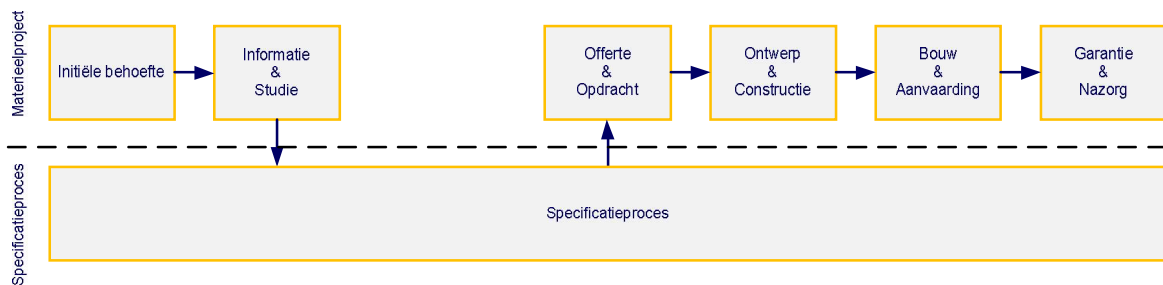 Materieelproject
Initiële behoefte
Informatie
&
Studie
Offerte
&
Opdracht
Ontwerp
&
Constructie
Bouw
&
Aanvaarding
Garantie
&
Nazorg
Specificatieproces
Specificatieproces